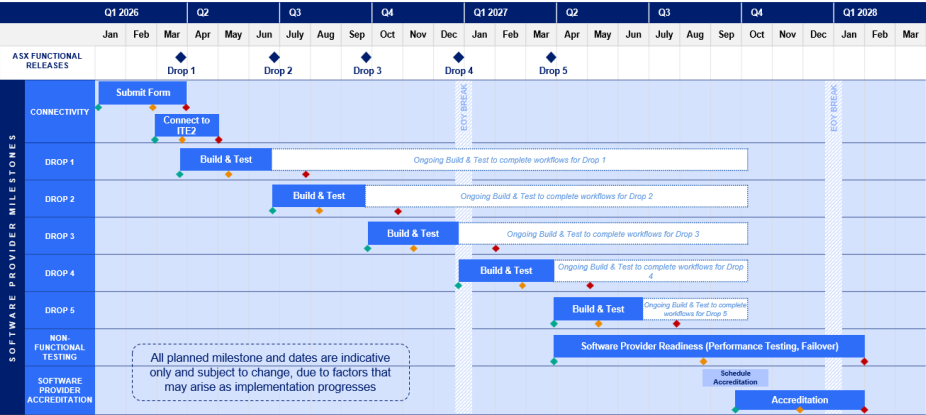 Q1 2026 Q2 Q3 Q4 Q1 2027 Q2 Q3 Q4 Q1 2028
Jan Feb Mar Apr May Jun July Aug Sep Oct Nov Dec Jan Feb Mar Apr May Jun July Aug Sep Oct Nov Dec Jan Feb Mar
ASX FUNCTIONAL
RELEASES
Drop 1 Drop 2 Drop 3 Drop 4 Drop 5
SOFTWARE PROVIDER MILESTONES
CONNECTIVITY
Submit Form
Connect to
ITE2
EOY BREAK
EOY BREAK
DROP 1
Build & Test
Ongoing Build & Test to complete workflows for Drop 1
DROP 2
Build & Test
Ongoing Build & Test to complete workflows for Drop 2
DROP 3
Build & Test
Ongoing Build & Test to complete workflows for Drop 3
DROP 4
Build & Test
Ongoing Build & Test to complete workflows for Drop
4
DROP 5
Build & Test
Ongoing Build & Test to complete
workflows for Drop 5
NON-
FUNCTIONAL
TESTING
Software Provider Readiness (Performance Testing, Failover)
All planned milestone and dates are indicative
only and subject to change, due to factors that
may arise as implementation progresses
SOFTWARE
PROVIDER
ACCREDITATION
Schedule
Accreditation
Accreditation